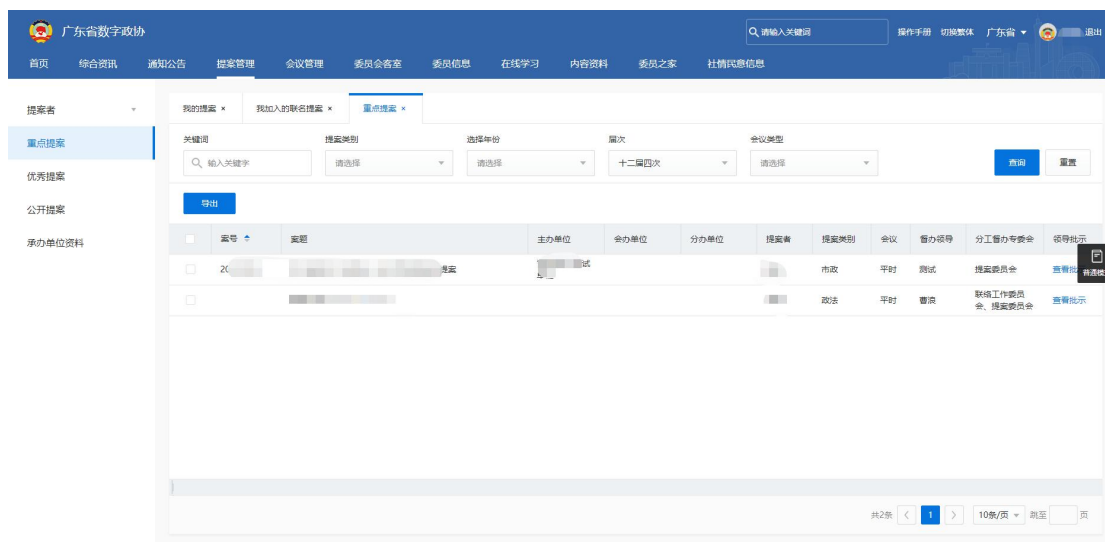 广东省数字政协
请输入关键词
操作手册 切换繁体 广东省 退出
首页 综合资讯 通知公告 提案管理 会议管理 委员会客室 委员信息 在线学习 内容资料 委员之家 社情民意信息
提案者
重点提案
优秀提案
公开提案
承办单位资料
我的提案 × 我加入的联名提案 × 重点提案 ×
关键词 提案类别 选择年份 届次 会议类型
输入关键字 请选择 请选择 十二届四次 请选择 查询 重置
导出
案号 案题 主办单位 会办单位 分办单位 提案者 提案类别 会议 督办领导 分工督办专委会 领导批示
20 提案 试 市政 平时 测试 提案委员会 查看批
普通模
政法 平时 曹浪 联络工作委员
会、提案委员会 查看批示
共2条 < 1 > 10条/页 跳至 页